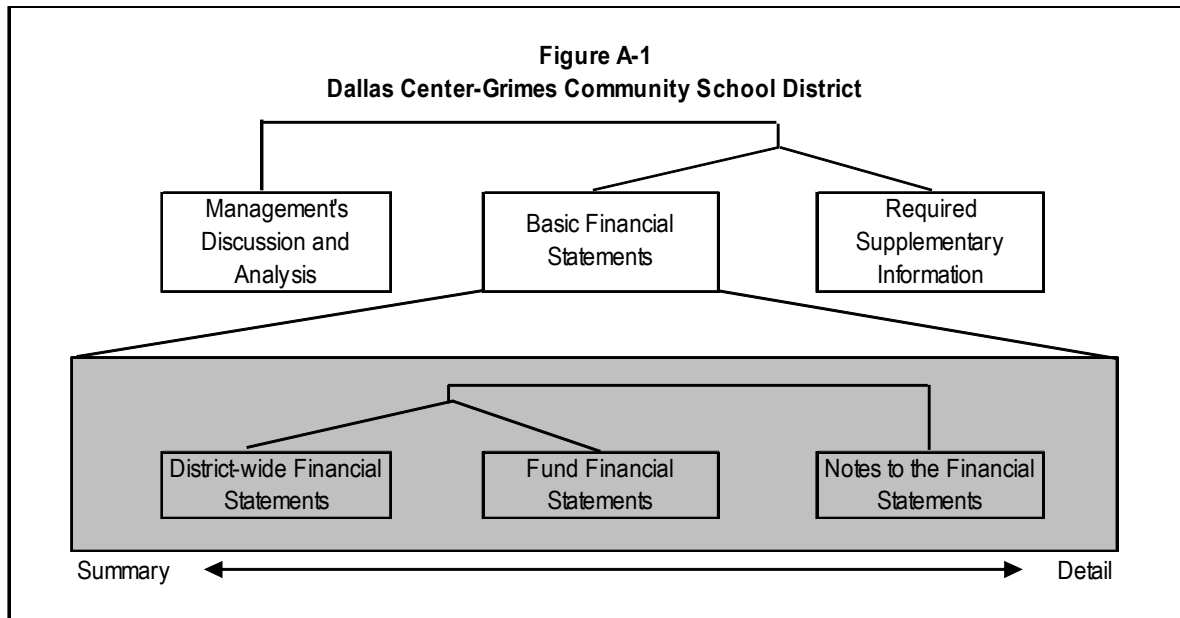 Figure A-1
Dallas Center-Grimes Community School District
Management's
Discussion and
Analysis
Basic Financial
Statements
Required
Supplementary
Information
District-wide Financial
Statements
Fund Financial
Statements
Notes to the Financial
Statements
Summary
Detail